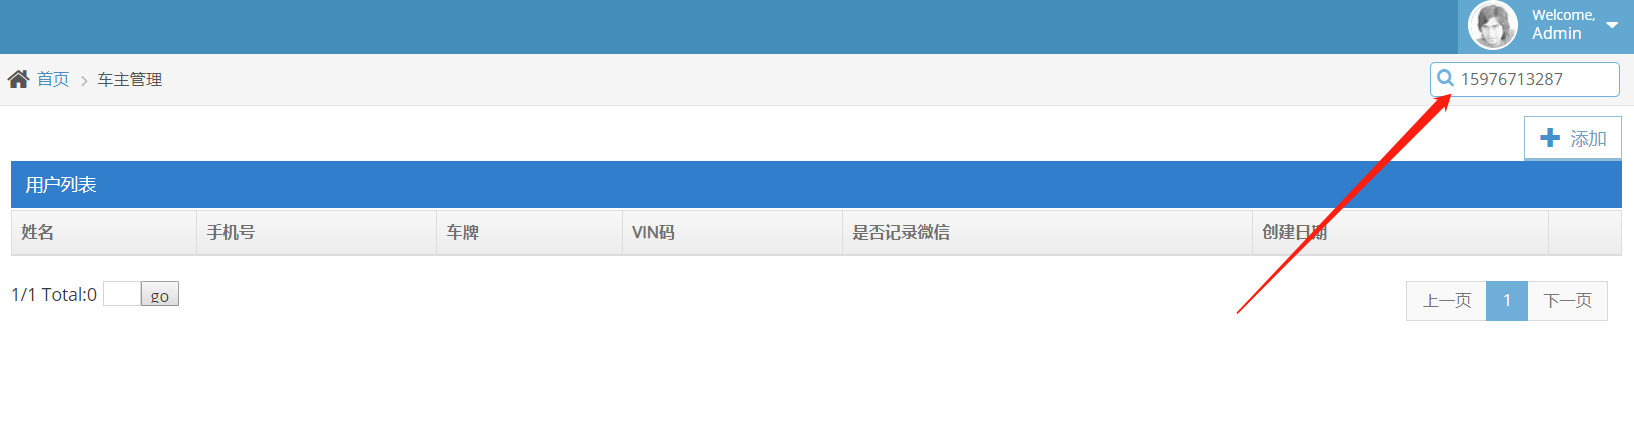 Welcome,
Admin
首页 车主管理
15976713287
添加
用户列表
姓名 手机号 车牌 VIN码 是否记录微信 创建日期
1/1 Total:0 go
上一页 1 下一页